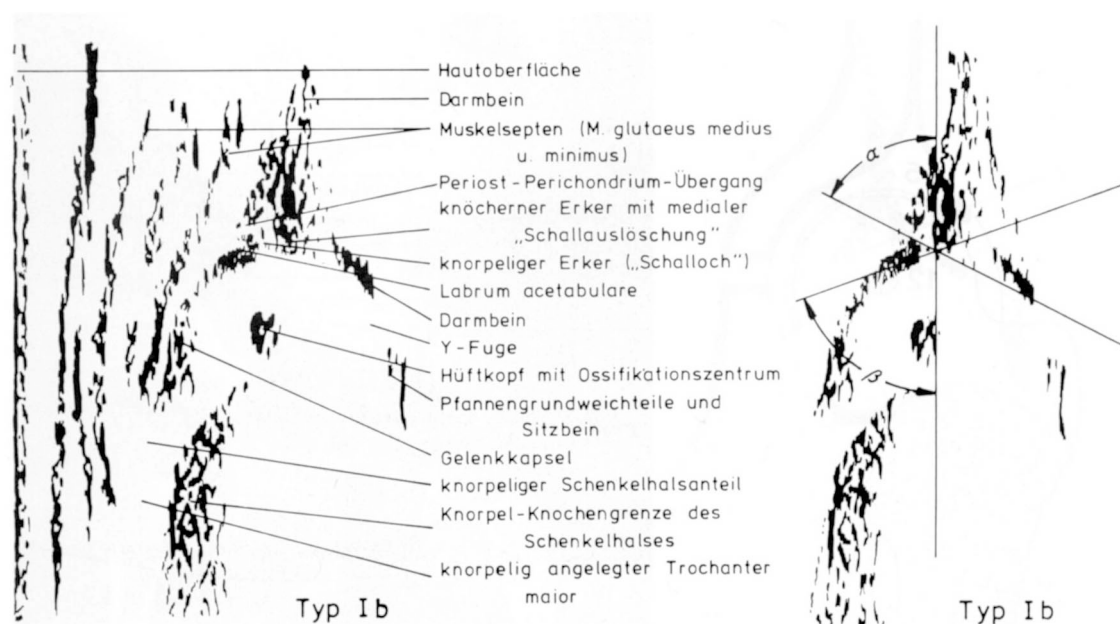 Hautoberfläche
Darmbein
Muskelsepten (M. glutaeus medius
u. minimus)
Periost-Perichondrium-Übergang
knöcherner Erker mit medialer
„Schallauslöschung"
knorpeliger Erker („Schalloch")
Labrum acetabulare
Darmbein
Y-Fuge
Hüftkopf mit Ossifikationszentrum
Pfannengrundweichteile und
Sitzbein
Gelenkkapsel
knorpeliger Schenkelhalsanteil
Knorpel-Knochengrenze des
Schenkelhalses
knorpelig angelegter Trochanter
maior
Typ Ib
α
β
Typ Ib